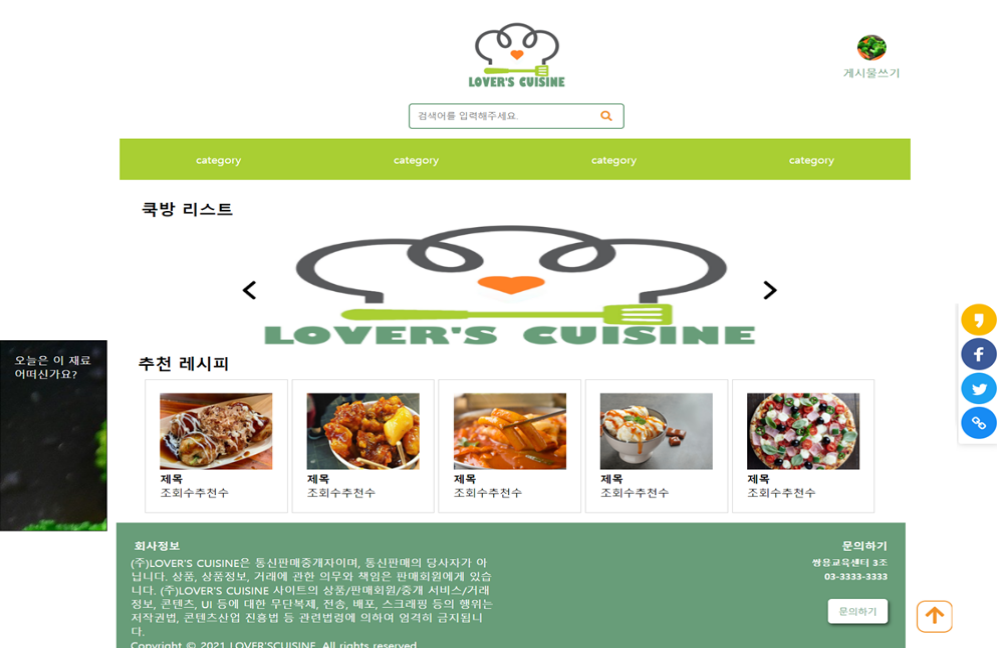 LOVER'S CUISINE
게시물쓰기
검색어를 입력해주세요.
category category category category
쿡방 리스트
LOVER'S CUISINE
오늘은 이 재료
어떠신가요?
추천 레시피
제목 제목 제목 제목 제목
조회수추천수 조회수추천수 조회수추천수 조회수추천수 조회수추천수
회사정보
(주)LOVER'S CUISINE은 통신판매중개자이며, 통신판매의 당사자가 아
닙니다. 상품, 상품정보, 거래에 관한 의무와 책임은 판매회원에게 있습
니다. (주)LOVER'S CUISINE 사이트의 상품/판매회원/중개 서비스/거래
정보, 콘텐츠, UI 등에 대한 무단복제, 전송, 배포, 스크래핑 등의 행위는
저작권법, 콘텐츠산업 진흥법 등 관련법령에 의하여 엄격히 금지됩니
다.
Copyright © 2021 LOVER'SCUISINE. All rights reserved.
문의하기
쌍용교육센터 3조
03-3333-3333
문의하기